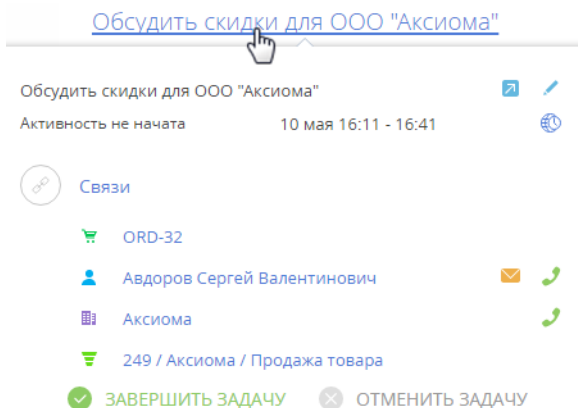 Обсудить скидки для ООО "Аксиома"
Обсудить скидки для ООО "Аксиома"
Активность не начата 10 мая 16:11 - 16:41
Связи
ORD-32
Авдоров Сергей Валентинович
Аксиома
249 / Аксиома / Продажа товара
ЗАВЕРШИТЬ ЗАДАЧУ ОТМЕНИТЬ ЗАДАЧУ